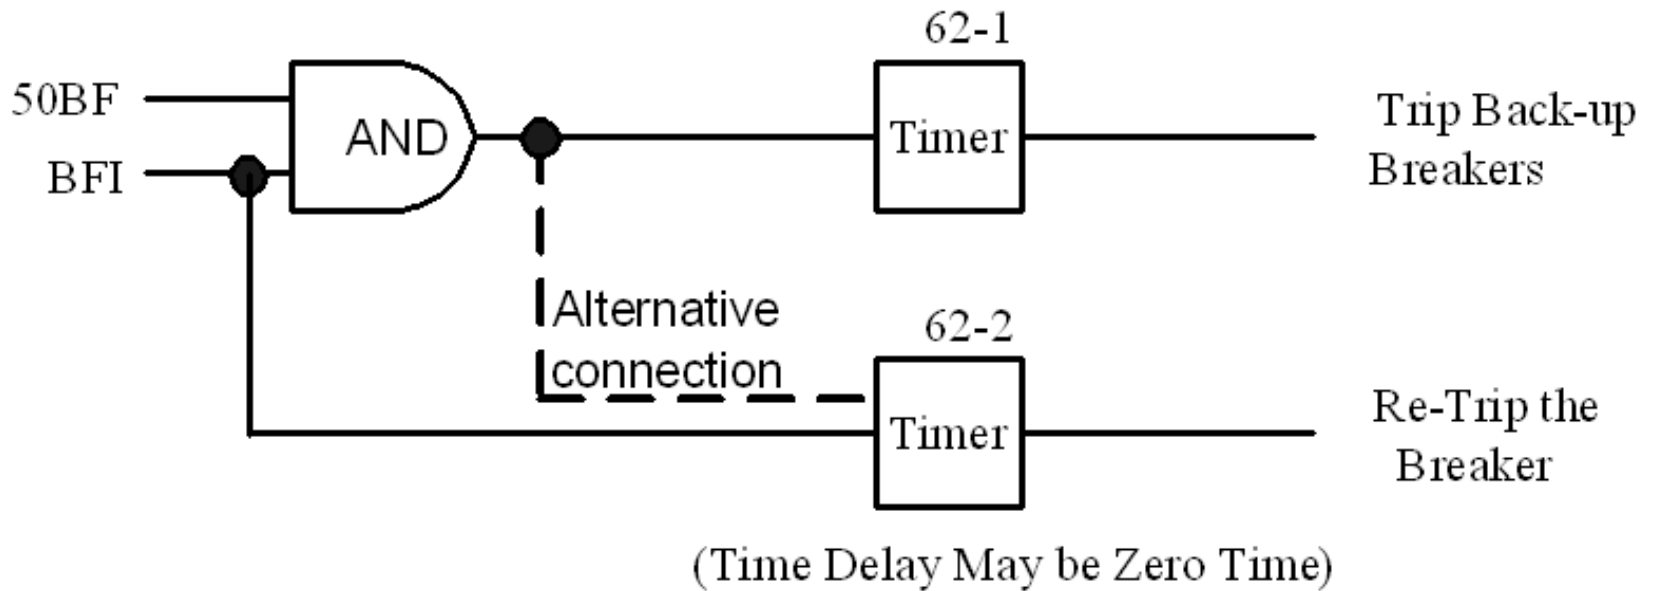 62-1
50BF
AND
Timer
Trip Back-up
Breakers
BFI
Alternative
connection
62-2
Timer
Re-Trip the
Breaker
(Time Delay May be Zero Time)